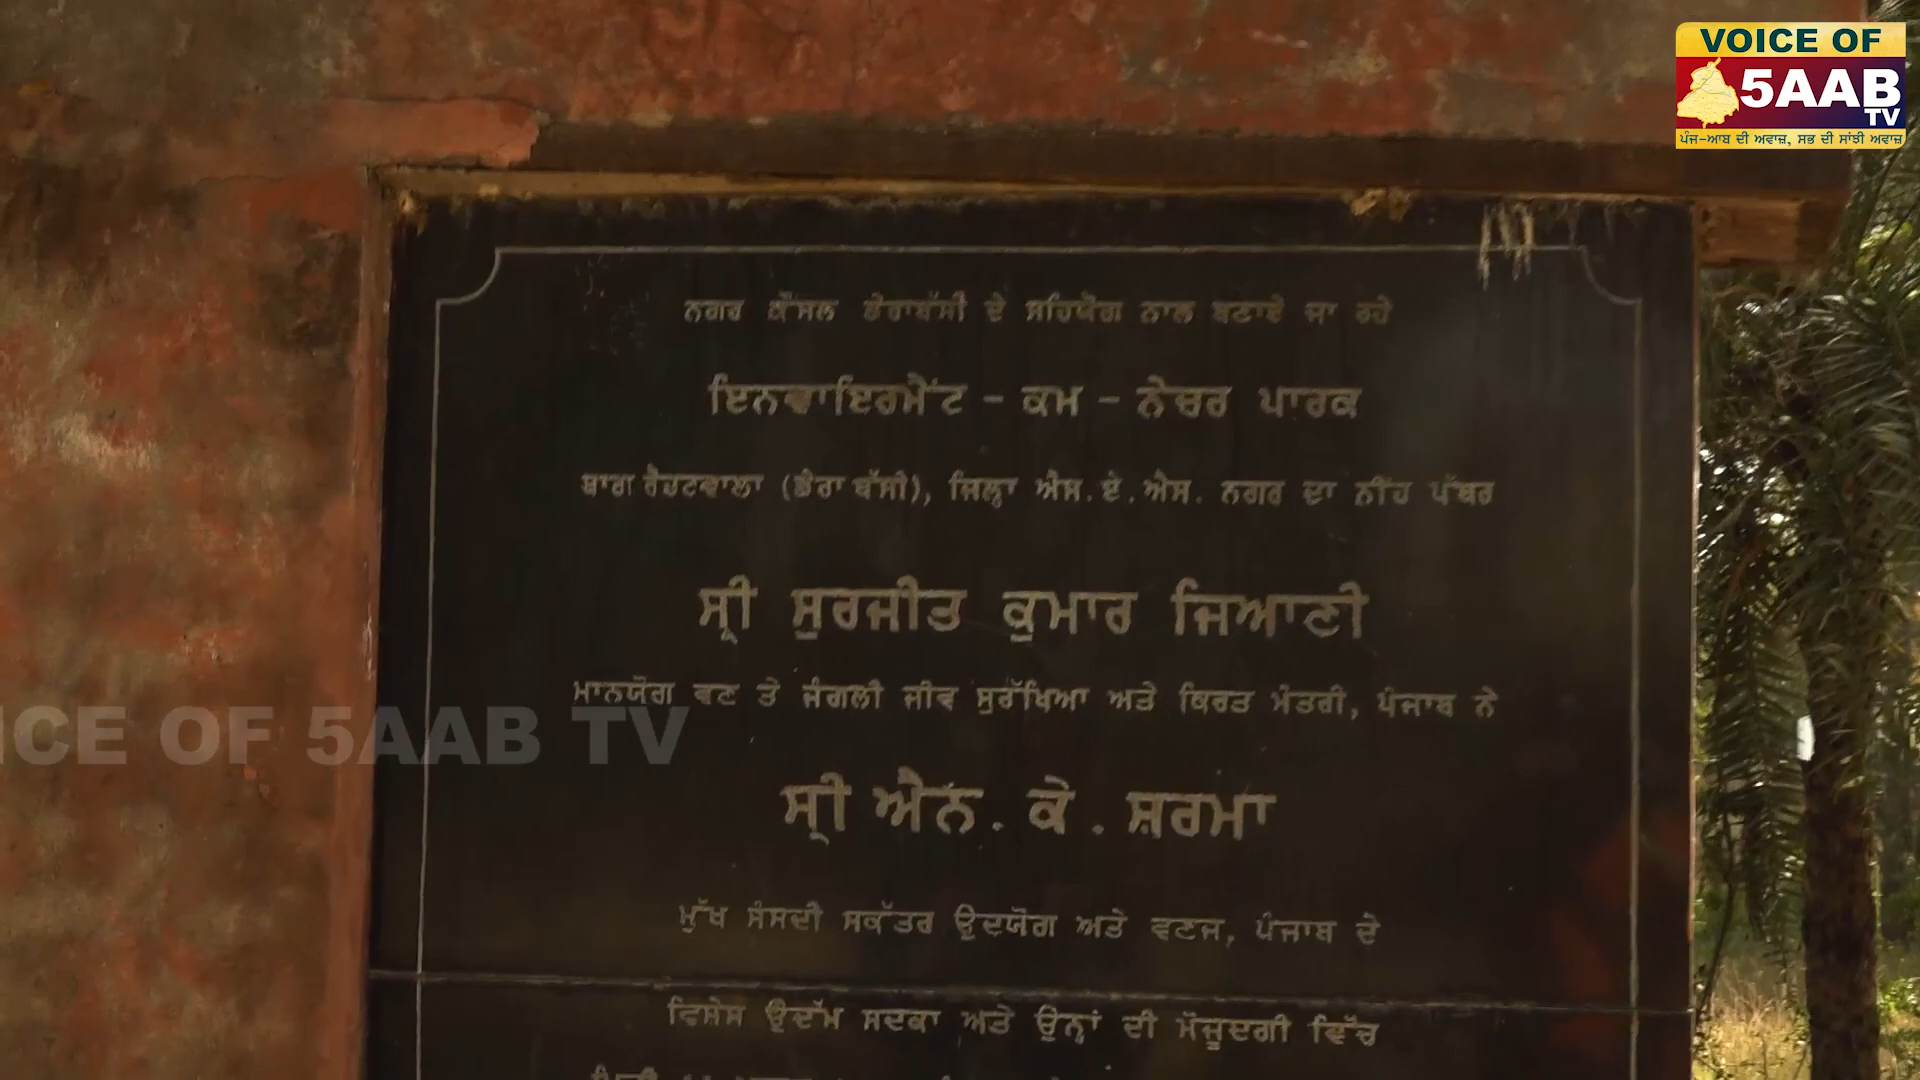 VOICE OF
5AAB
TV
ਪੰਜ-ਆਬ ਦੀ ਅਵਾਜ਼, ਸਭ ਦੀ ਸਾਂਝੀ ਅਵਾਜ਼
ਨਗਰ ਕੌਂਸਲ ਡੇਰਾਬੱਸੀ ਦੇ ਸਹਿਯੋਗ ਨਾਲ ਬਣਾਏ ਜਾ ਰਹੇ
ਇਨਵਾਇਰਮੈਂਟ - ਕਮ - ਨੇਚਰ ਪਾਰਕ
ਬਾਗ (ਡੇਰਾ ਬੱਸੀ), ਜਿਲ੍ਹਾ ਐਸ.ਏ.ਐਸ. ਨਗਰ ਦਾ ਨੀਂਹ ਪੱਥਰ
ਸ੍ਰੀ ਸੁਰਜੀਤ ਕੁਮਾਰ ਜਿਆਣੀ
ਮਾਨਯੋਗ ਵਣ ਤੇ ਜੰਗਲੀ ਜੀਵ ਸੁਰੱਖਿਆ ਅਤੇ ਕਿਰਤ ਮੰਤਰੀ, ਪੰਜਾਬ ਨੇ
ICE OF 5AAB TV
ਸ੍ਰੀ ਐਨ. ਕੇ . ਸ਼ਰਮਾ
ਮੁੱਖ ਸੰਸਦੀ ਸਕੱਤਰ ਉਦਯੋਗ ਅਤੇ ਵਣਜ, ਪੰਜਾਬ ਦੇ
ਵਿਸ਼ੇਸ਼ ਉਦੱਮ ਸਦਕਾ ਅਤੇ ਉਨ੍ਹਾਂ ਦੀ ਮੌਜੂਦਗੀ ਵਿੱਚ